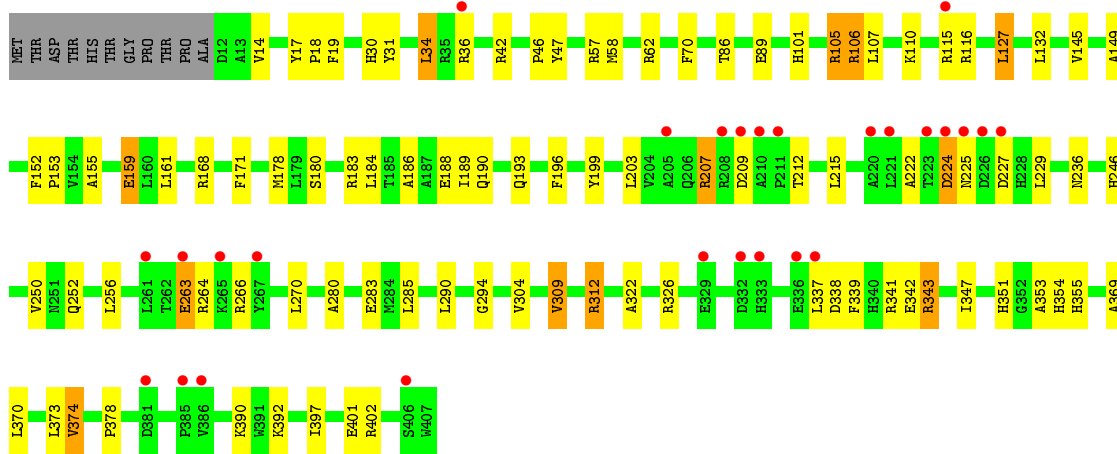 MET THR ASP THR HIS THR THR GLY PRO THR PRO ALA D12 A13 V14 Y17 P18 F19 H30 Y31 L34 R35 R36 R42 P46 Y47 R57 M58 R62 F70 T86 E89 H101 R105 R106 L107 K110 R115 R116 L127 L132 V145 A149
F152 P153 V154 A155 E159 L160 L161 R168 F171 M178 L179 S180 R183 L184 T185 A186 A187 E188 I189 Q190 Q193 F196 Y199 L203 V204 A205 Q206 R207 R208 D209 A210 P211 T212 L215 A220 L221 A222 T223 D224 N225 D226 D227 H228 L229 N236 H246
V250 N251 Q252 L256 L261 T262 E263 R264 K265 R266 Y267 L270 A280 E283 M284 L285 L290 G294 V304 V309 R312 A322 R326 E329 D332 H333 E336 L337 D338 F339 H340 R341 E342 R343 I347 H351 G352 A353 H354 H355 A369
L370 L373 V374 P378 D381 P385 V386 K390 W391 K392 I397 E401 R402 S406 W407